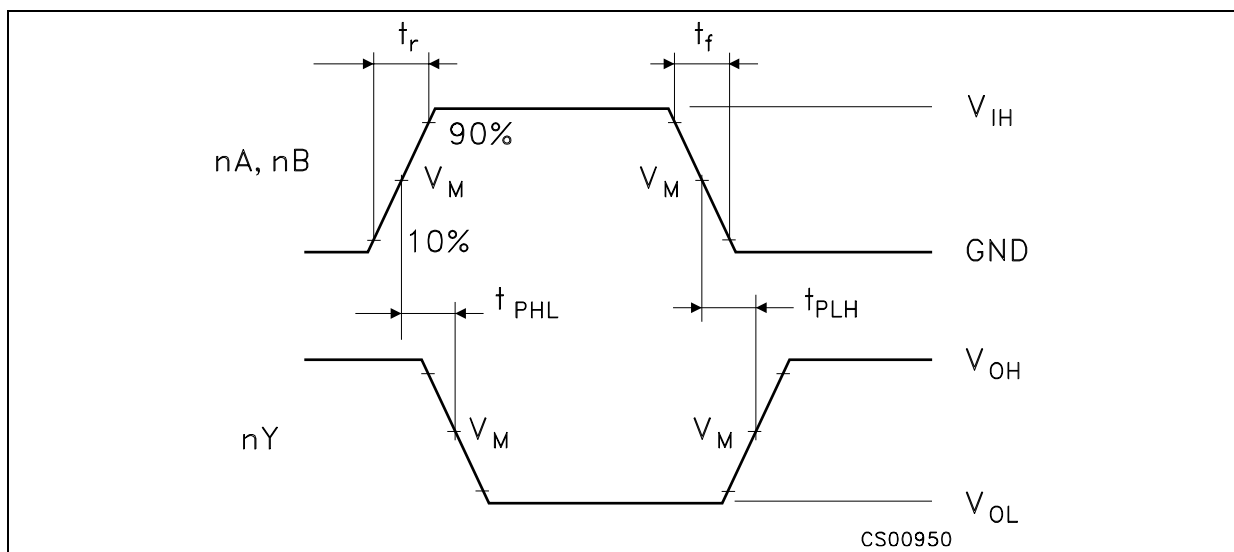 tr
tf
VIH
90%
nA, nB
VM
VM
10%
GND
tPHL
tPLH
VOH
VM
VM
nY
VOL
CS00950